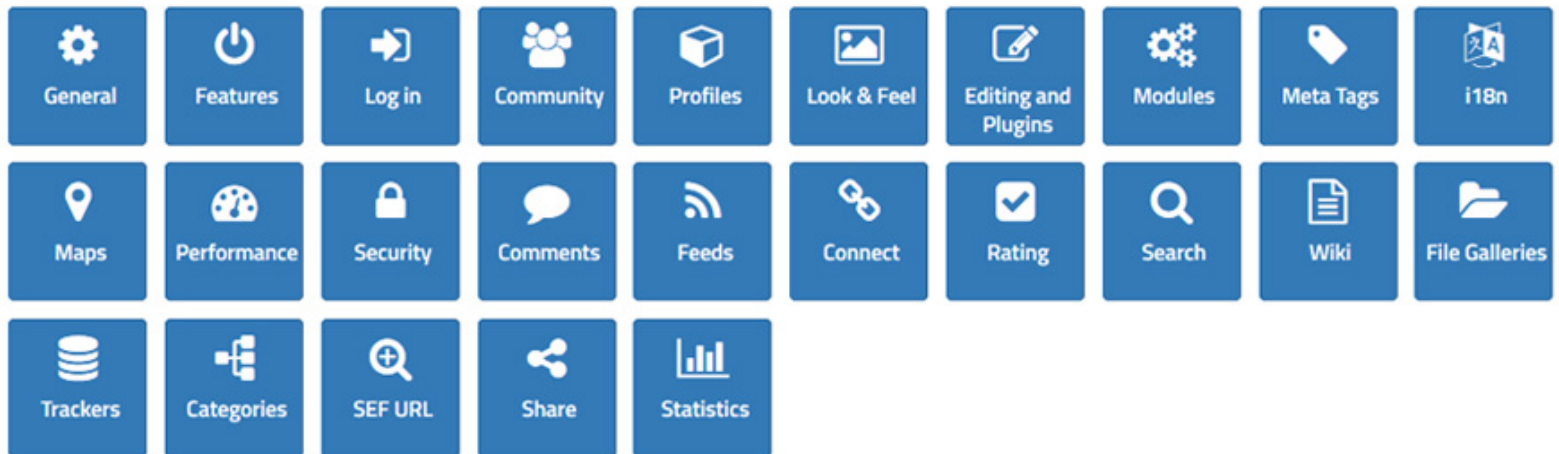 General
Features
Log in
Community
Profiles
Look & Feel
Editing and
Plugins
Modules
Meta Tags
i18n
Maps
Performance
Security
Comments
Feeds
Connect
Rating
Search
Wiki
File Galleries
Trackers
Categories
SEF URL
Share
Statistics